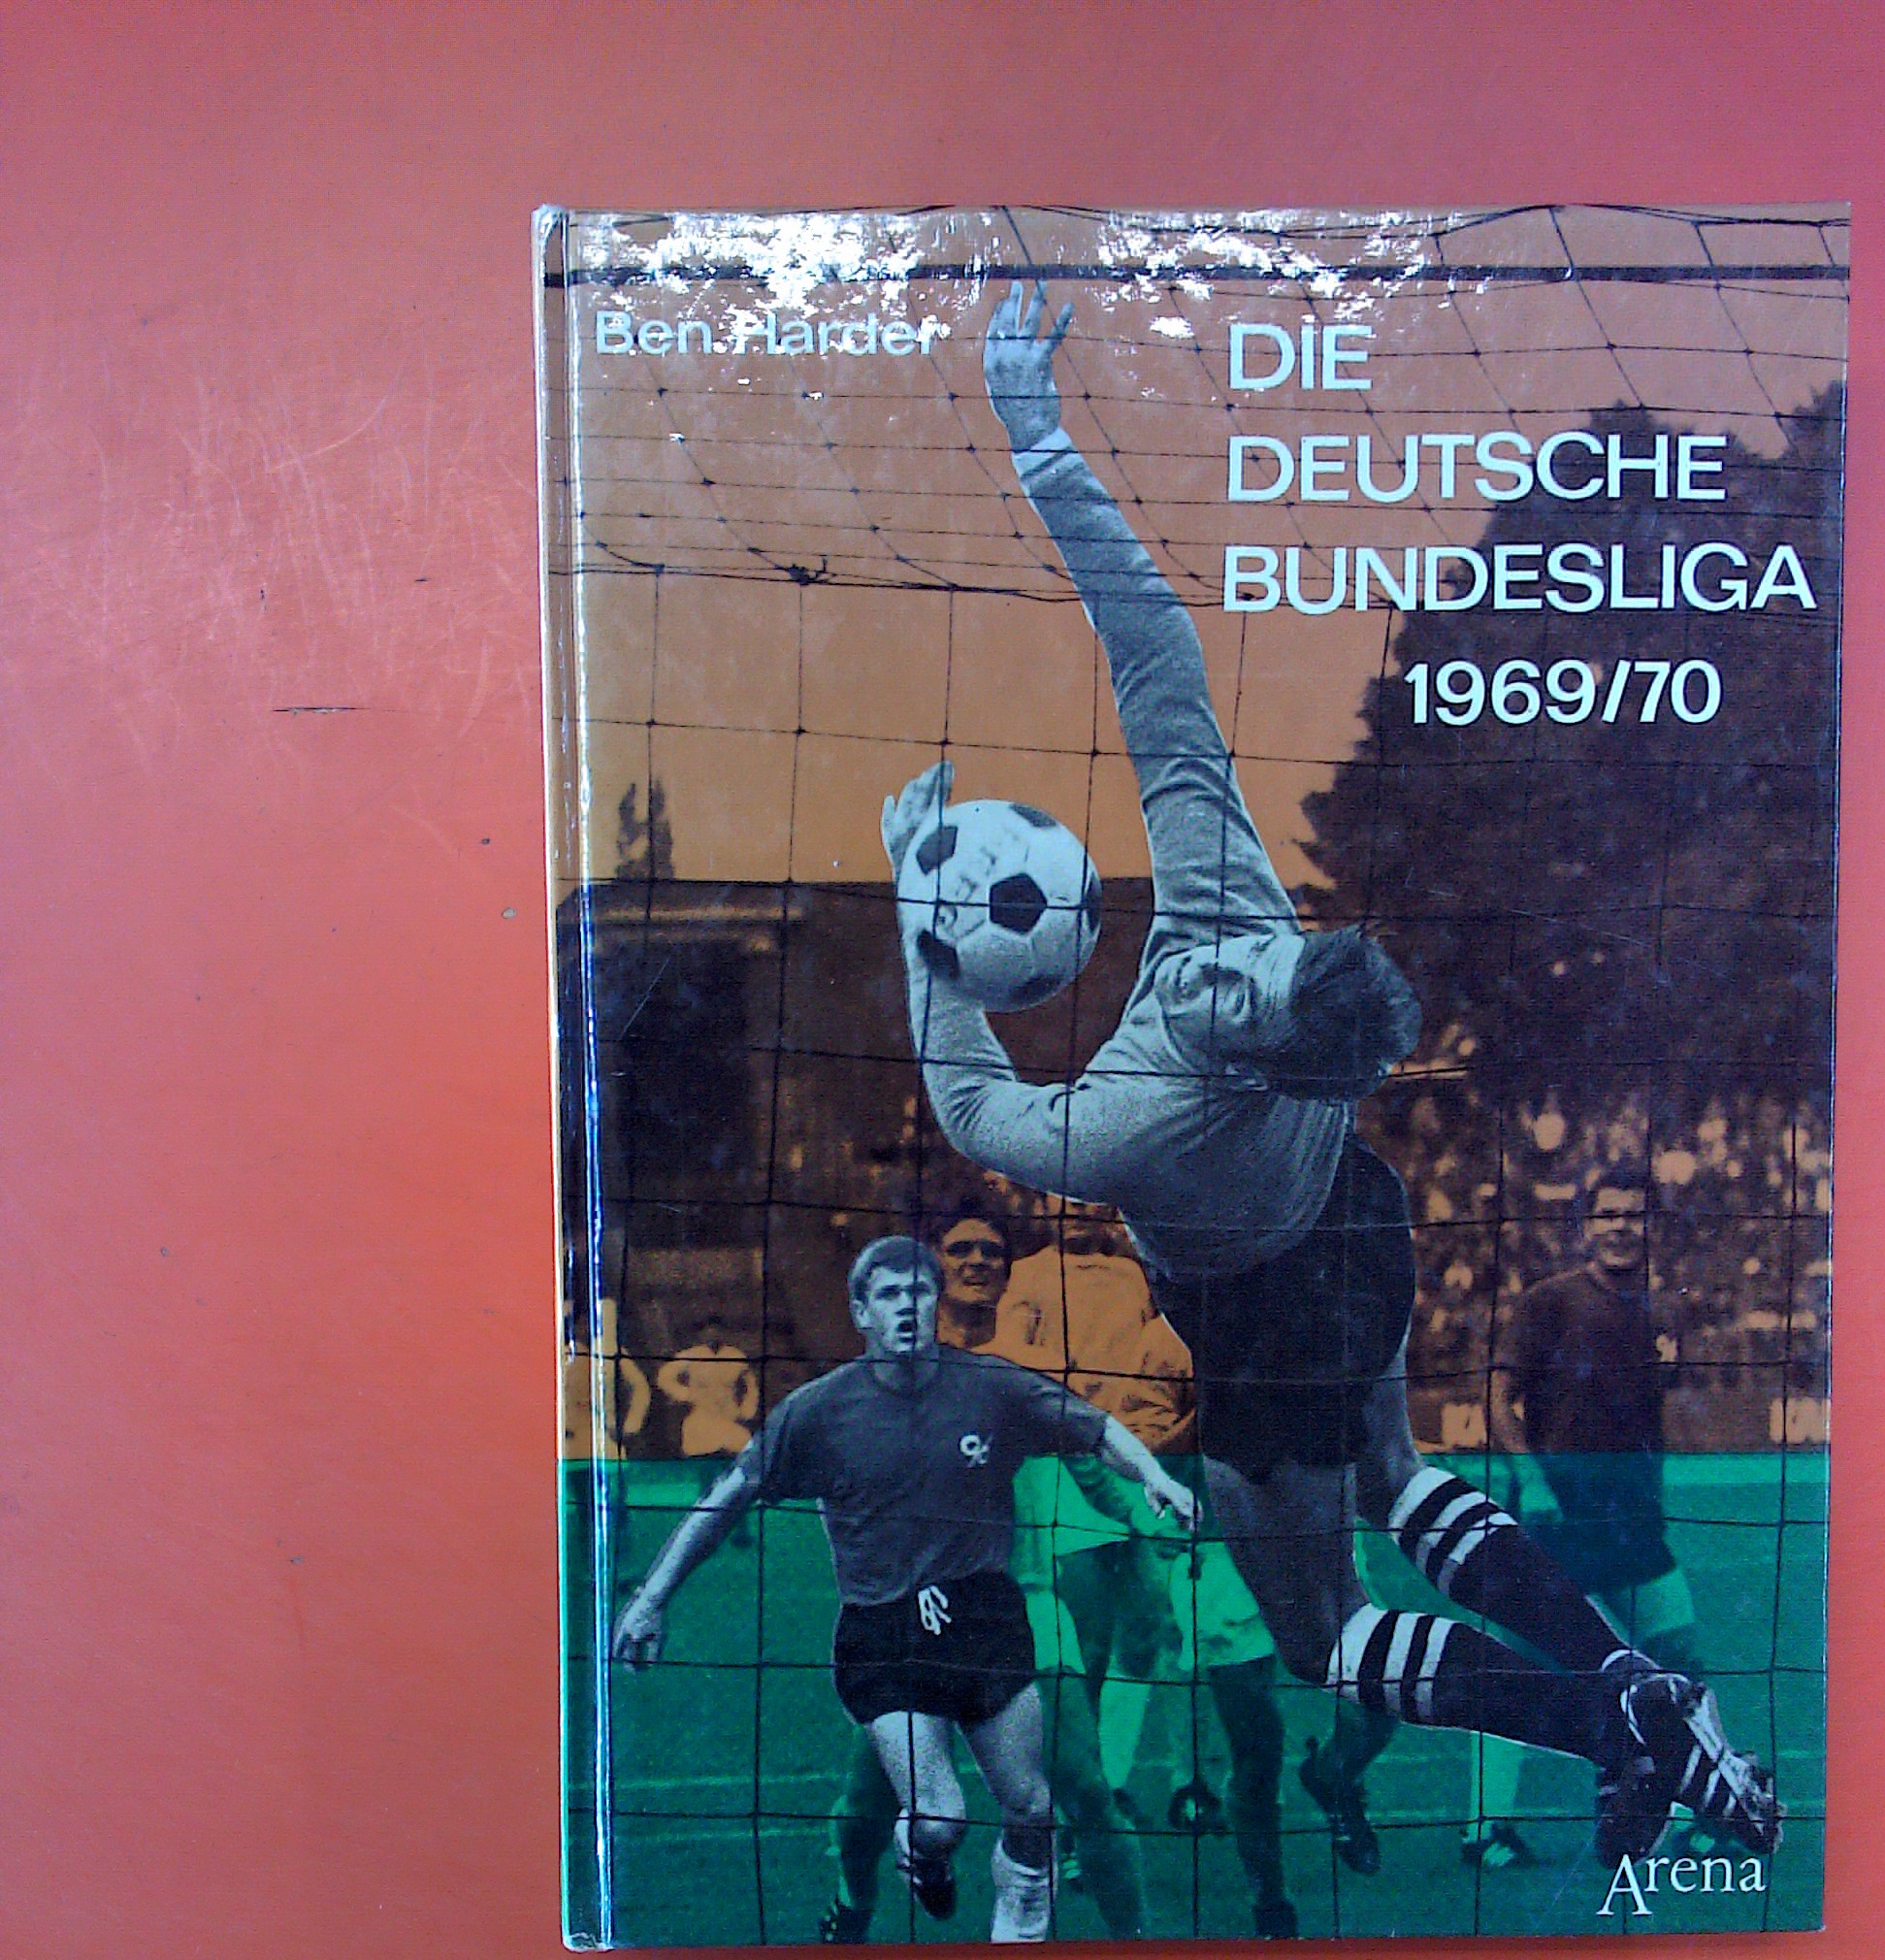 Ben Harder
DIE
DEUTSCHE
BUNDESLIGA
1969/70
Arena